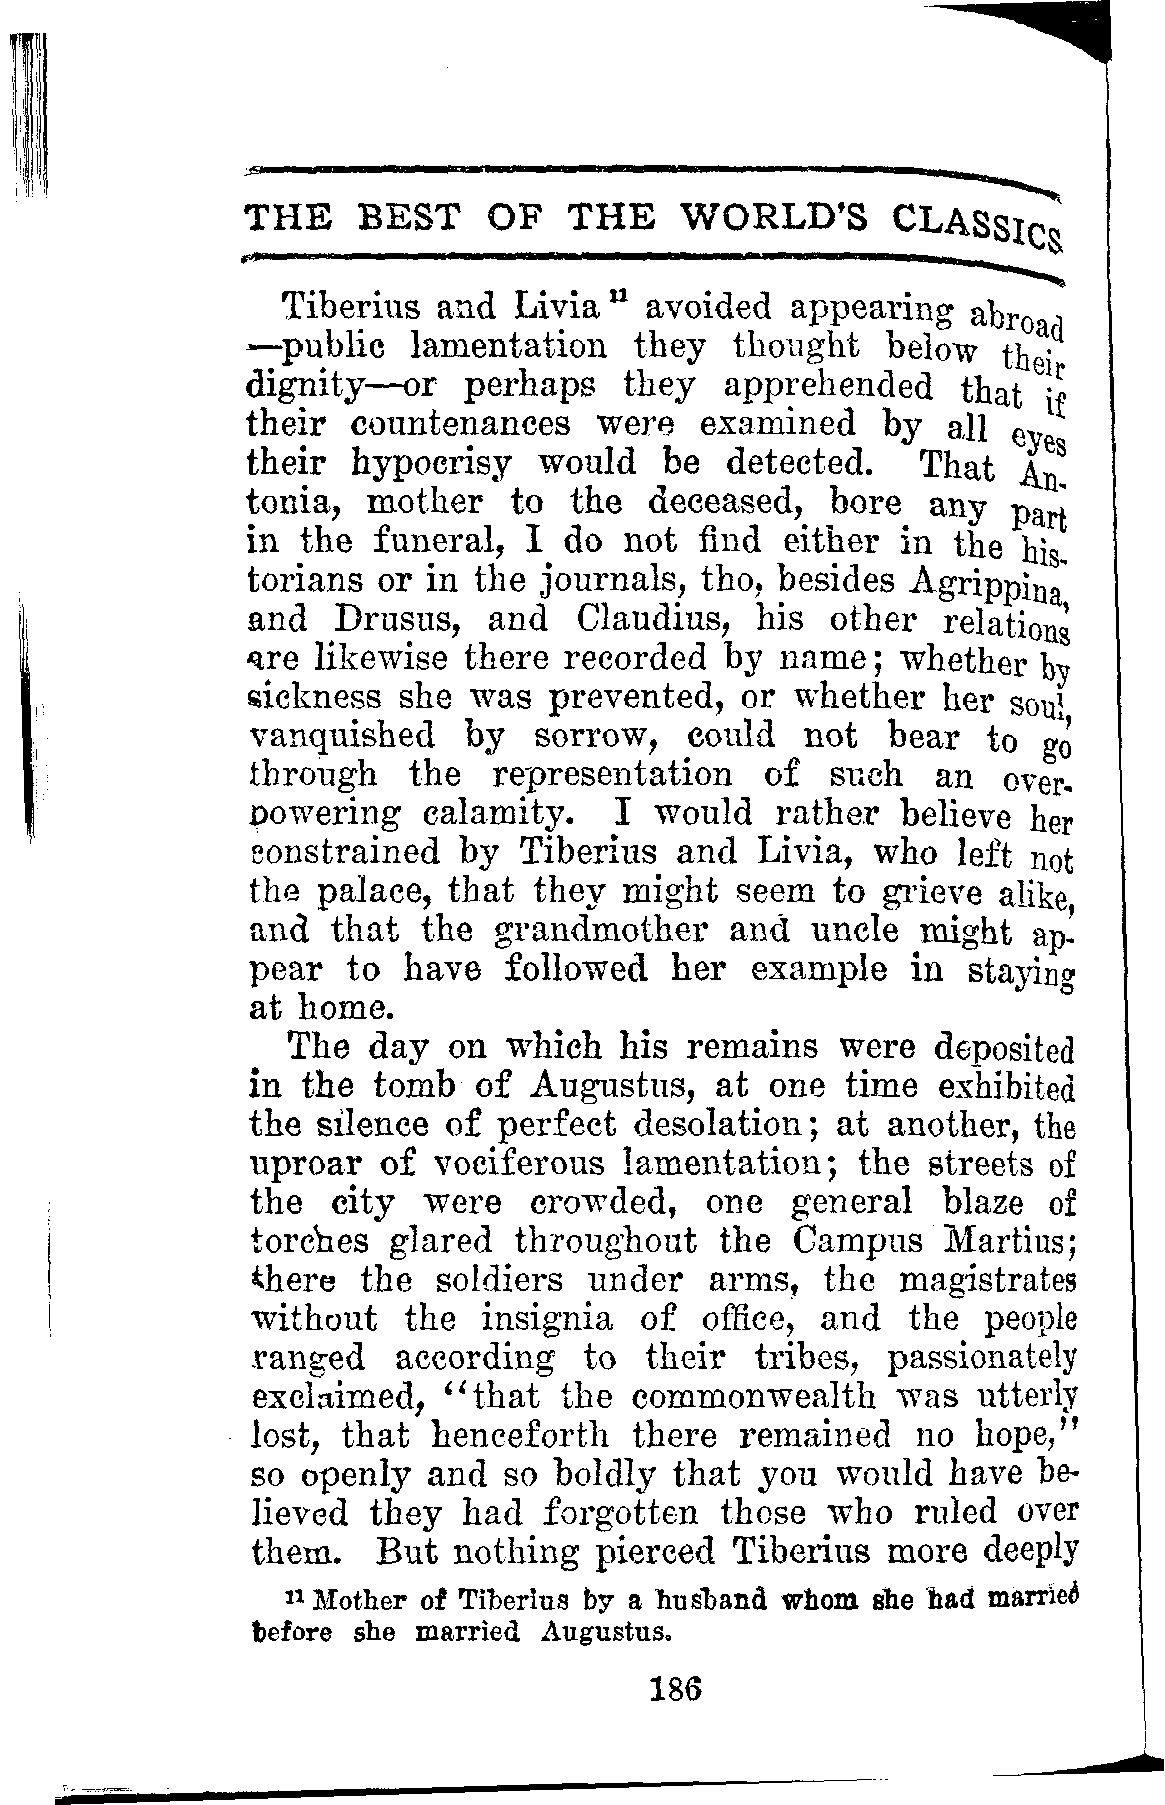 THE BEST OF THE WORLD'S CLASSICS
Tiberius and Livia¹¹ avoided appearing abroad
—public lamentation they thought below their
dignity—or perhaps they apprehended that if
their countenances were examined by all eyes
their hypocrisy would be detected. That An-
tonia, mother to the deceased, bore any part
in the funeral, I do not find either in the his-
torians or in the journals, tho, besides Agrippina,
and Drusus, and Claudius, his other relations
are likewise there recorded by name; whether by
sickness she was prevented, or whether her soul,
vanquished by sorrow, could not bear to go
through the representation of such an over-
powering calamity. I would rather believe her
constrained by Tiberius and Livia, who left not
the palace, that they might seem to grieve alike,
and that the grandmother and uncle might ap-
pear to have followed her example in staying
at home.
The day on which his remains were deposited
in the tomb of Augustus, at one time exhibited
the silence of perfect desolation; at another, the
uproar of vociferous lamentation; the streets of
the city were crowded, one general blaze of
torches glared throughout the Campus Martius;
there the soldiers under arms, the magistrates
without the insignia of office, and the people
ranged according to their tribes, passionately
exclaimed, "that the commonwealth was utterly
lost, that henceforth there remained no hope,"
so openly and so boldly that you would have be-
lieved they had forgotten those who ruled over
them. But nothing pierced Tiberius more deeply
¹¹ Mother of Tiberius by a husband whom she had married
before she married Augustus.
186